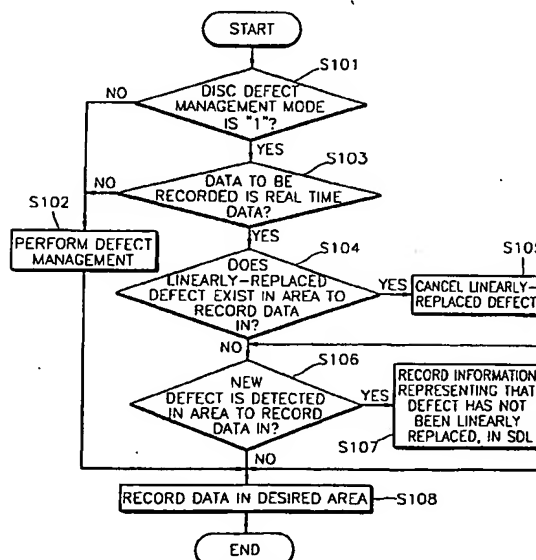 START
S101
NO
DISC DEFECT
MANAGEMENT MODE
IS "1"?
YES
S103
NO
DATA TO BE
RECORDED IS REAL TIME
DATA?
S102
YES
PERFORM DEFECT
MANAGEMENT
S104
DOES
LINEARLY-REPLACED
DEFECT EXIST IN AREA TO
RECORD DATA
IN?
YES
S105
CANCEL LINEARLY-
REPLACED DEFECT
NO
S106
NEW
DEFECT IS DETECTED
IN AREA TO RECORD
DATA IN?
YES
RECORD INFORMATION
REPRESENTING THAT
DEFECT HAS NOT
BEEN LINEARLY
REPLACED, IN SDL
S107
NO
RECORD DATA IN DESIRED AREA
S108
END